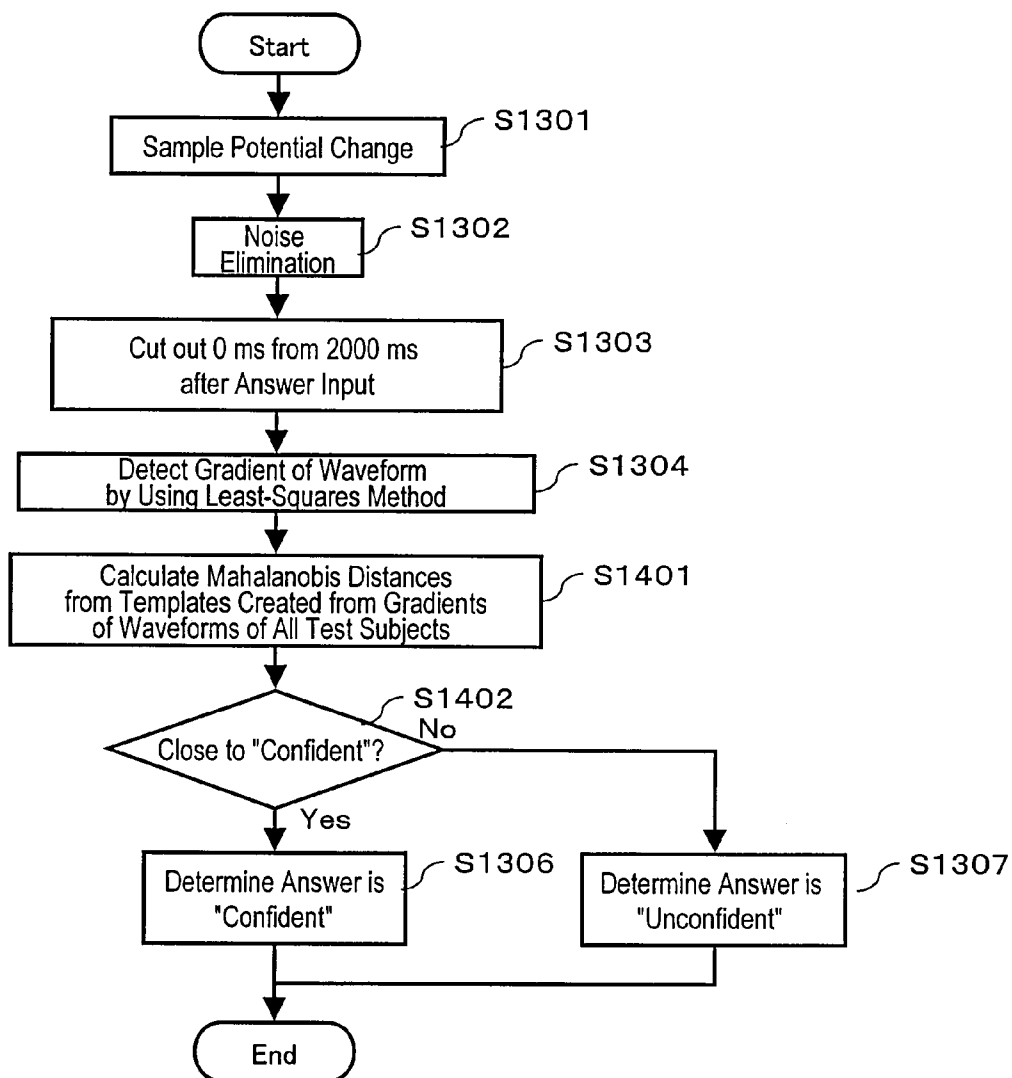 Start
S1301
Sample Potential Change
S1302
Noise
Elimination
S1303
Cut out 0 ms from 2000 ms
after Answer Input
S1304
Detect Gradient of Waveform
by Using Least-Squares Method
S1401
Calculate Mahalanobis Distances
from Templates Created from Gradients
of Waveforms of All Test Subjects
S1402
No
Close to "Confident"?
Yes
S1306
Determine Answer is
"Confident"
S1307
Determine Answer is
"Unconfident"
End